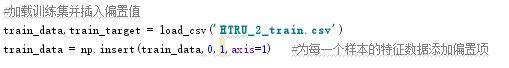 #加载训练集并插入偏置值
train_data,train_target = load_csv('HTRU_2_train.csv')
train_data = np.insert(train_data,0,1,axis=1)    #为每一个样本的特征数据添加偏置项